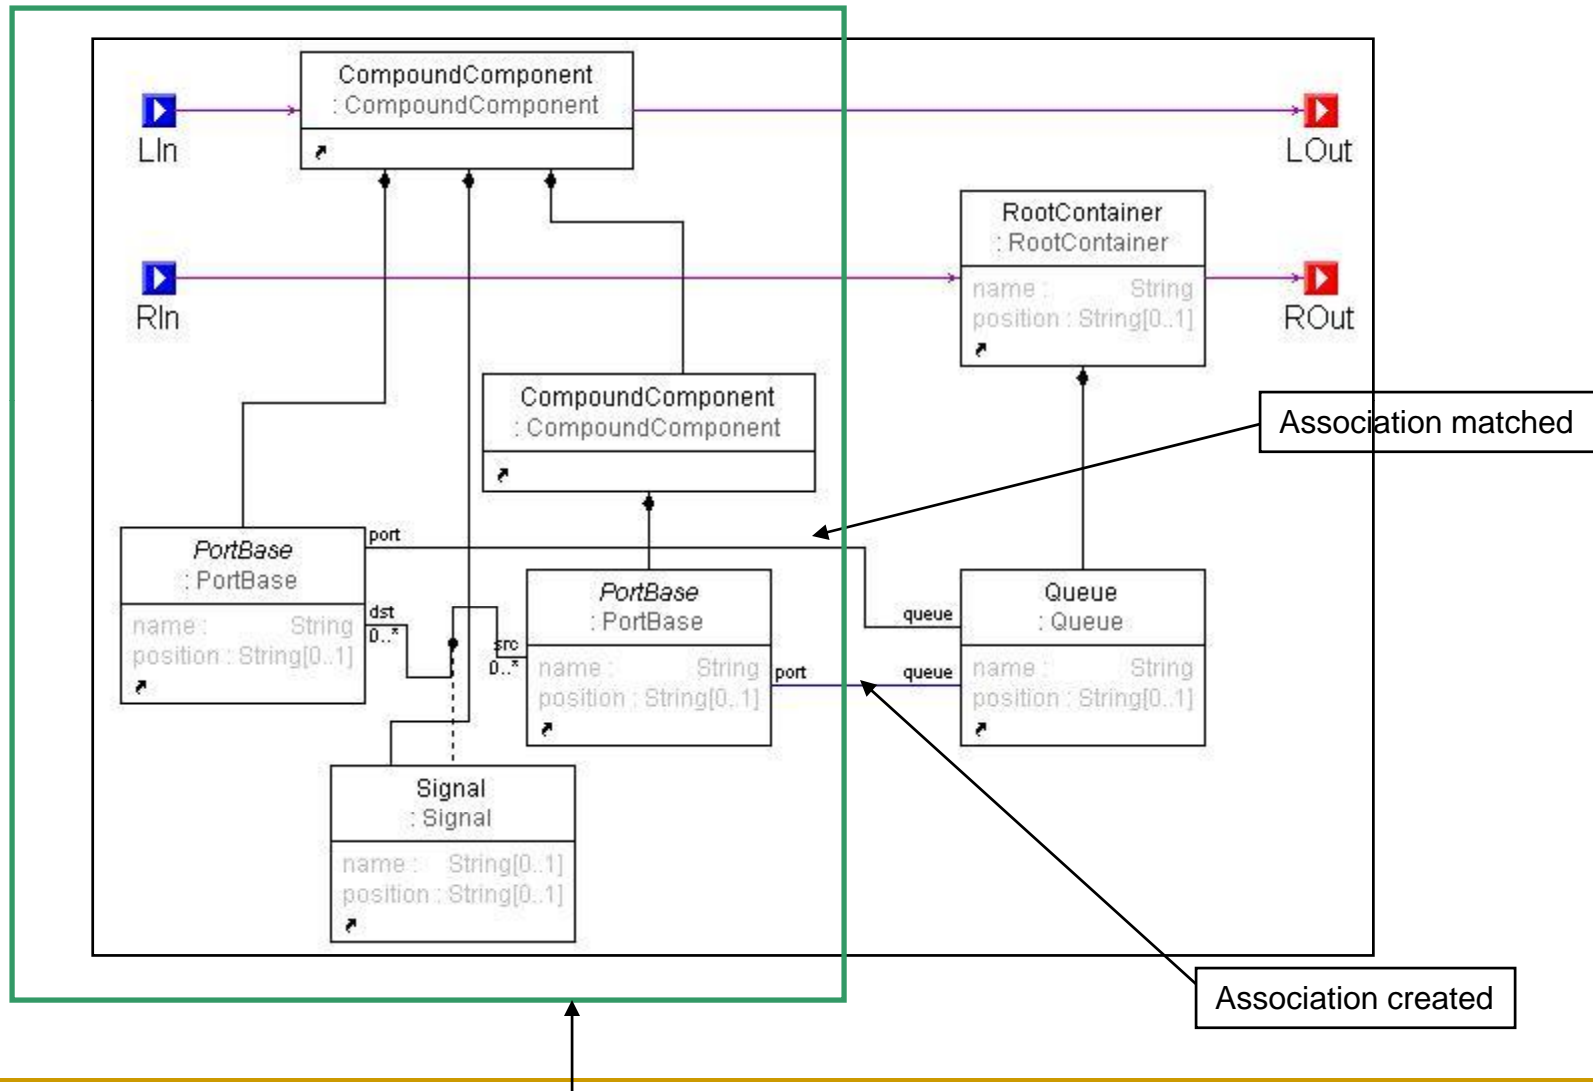 CompoundComponent
: CompoundComponent
LIn
LOut
RootContainer
: RootContainer
name : String
position : String[0..1]
RIn
ROut
CompoundComponent
: CompoundComponent
Association matched
port
PortBase
: PortBase
name : String
position : String[0..1]
dst
0..*
src
0..*
PortBase
: PortBase
name : String
position : String[0..1]
port
queue
queue
Queue
: Queue
name : String
position : String[0..1]
Signal
: Signal
name : String[0..1]
position : String[0..1]
Association created